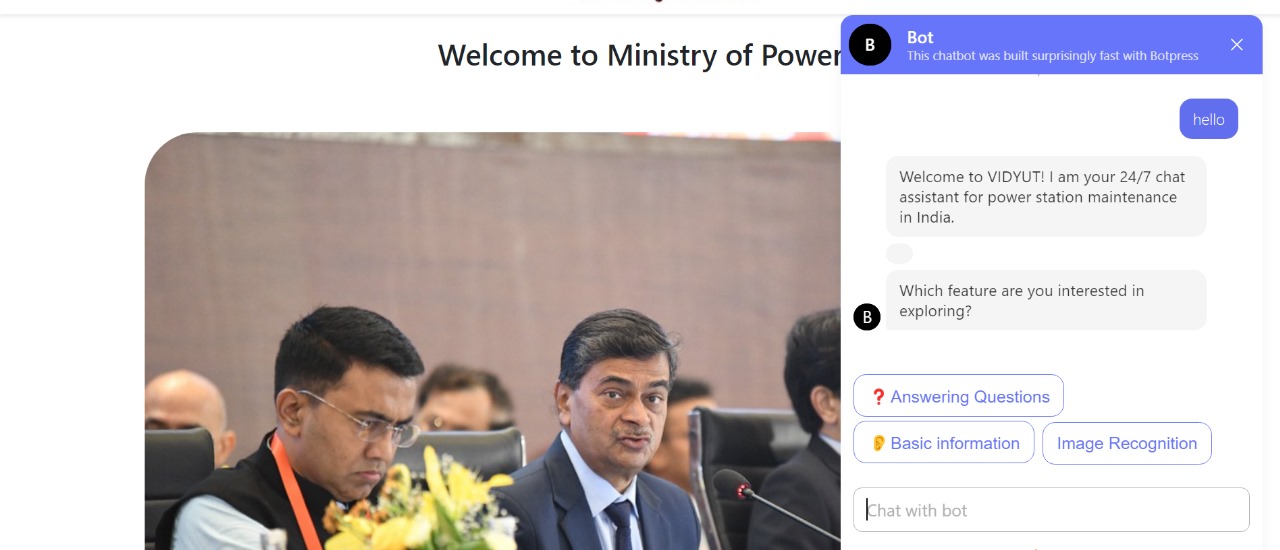 Welcome to Ministry of Power
B
Bot
This chatbot was built surprisingly fast with Botpress
hello
Welcome to VIDYUT! I am your 24/7 chat
assistant for power station maintenance
in India.
Which feature are you interested in
exploring?
B
❓ Answering Questions
👂 Basic information
Image Recognition
Chat with bot